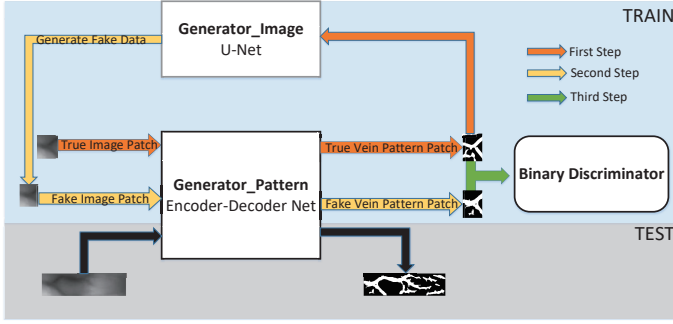 TRAIN
Generator_Image
U-Net
Generate Fake Data
First Step
Second Step
Third Step
True Image Patch
True Vein Pattern Patch
Generator_Pattern
Encoder-Decoder Net
Binary Discriminator
Fake Image Patch
Fake Vein Pattern Patch
TEST